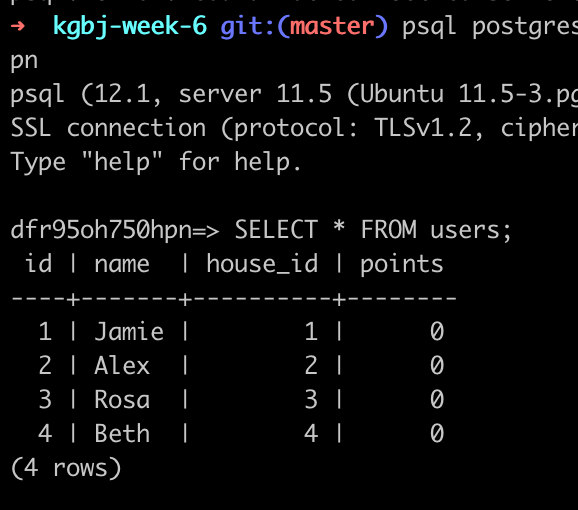 ➜  kgbj-week-6 git:(master) psql postgres
pn
psql (12.1, server 11.5 (Ubuntu 11.5-3.pg
SSL connection (protocol: TLSv1.2, cipher
Type "help" for help.
dfr95oh750hpn=> SELECT * FROM users;
 id | name  | house_id | points
----+-------+----------+--------
  1 | Jamie |        1 |      0
  2 | Alex  |        2 |      0
  3 | Rosa  |        3 |      0
  4 | Beth  |        4 |      0
(4 rows)